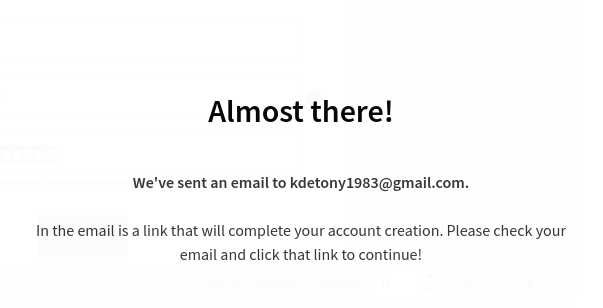 Almost there!
We've sent an email to kdetony1983@gmail.com.
In the email is a link that will complete your account creation. Please check your
email and click that link to continue!